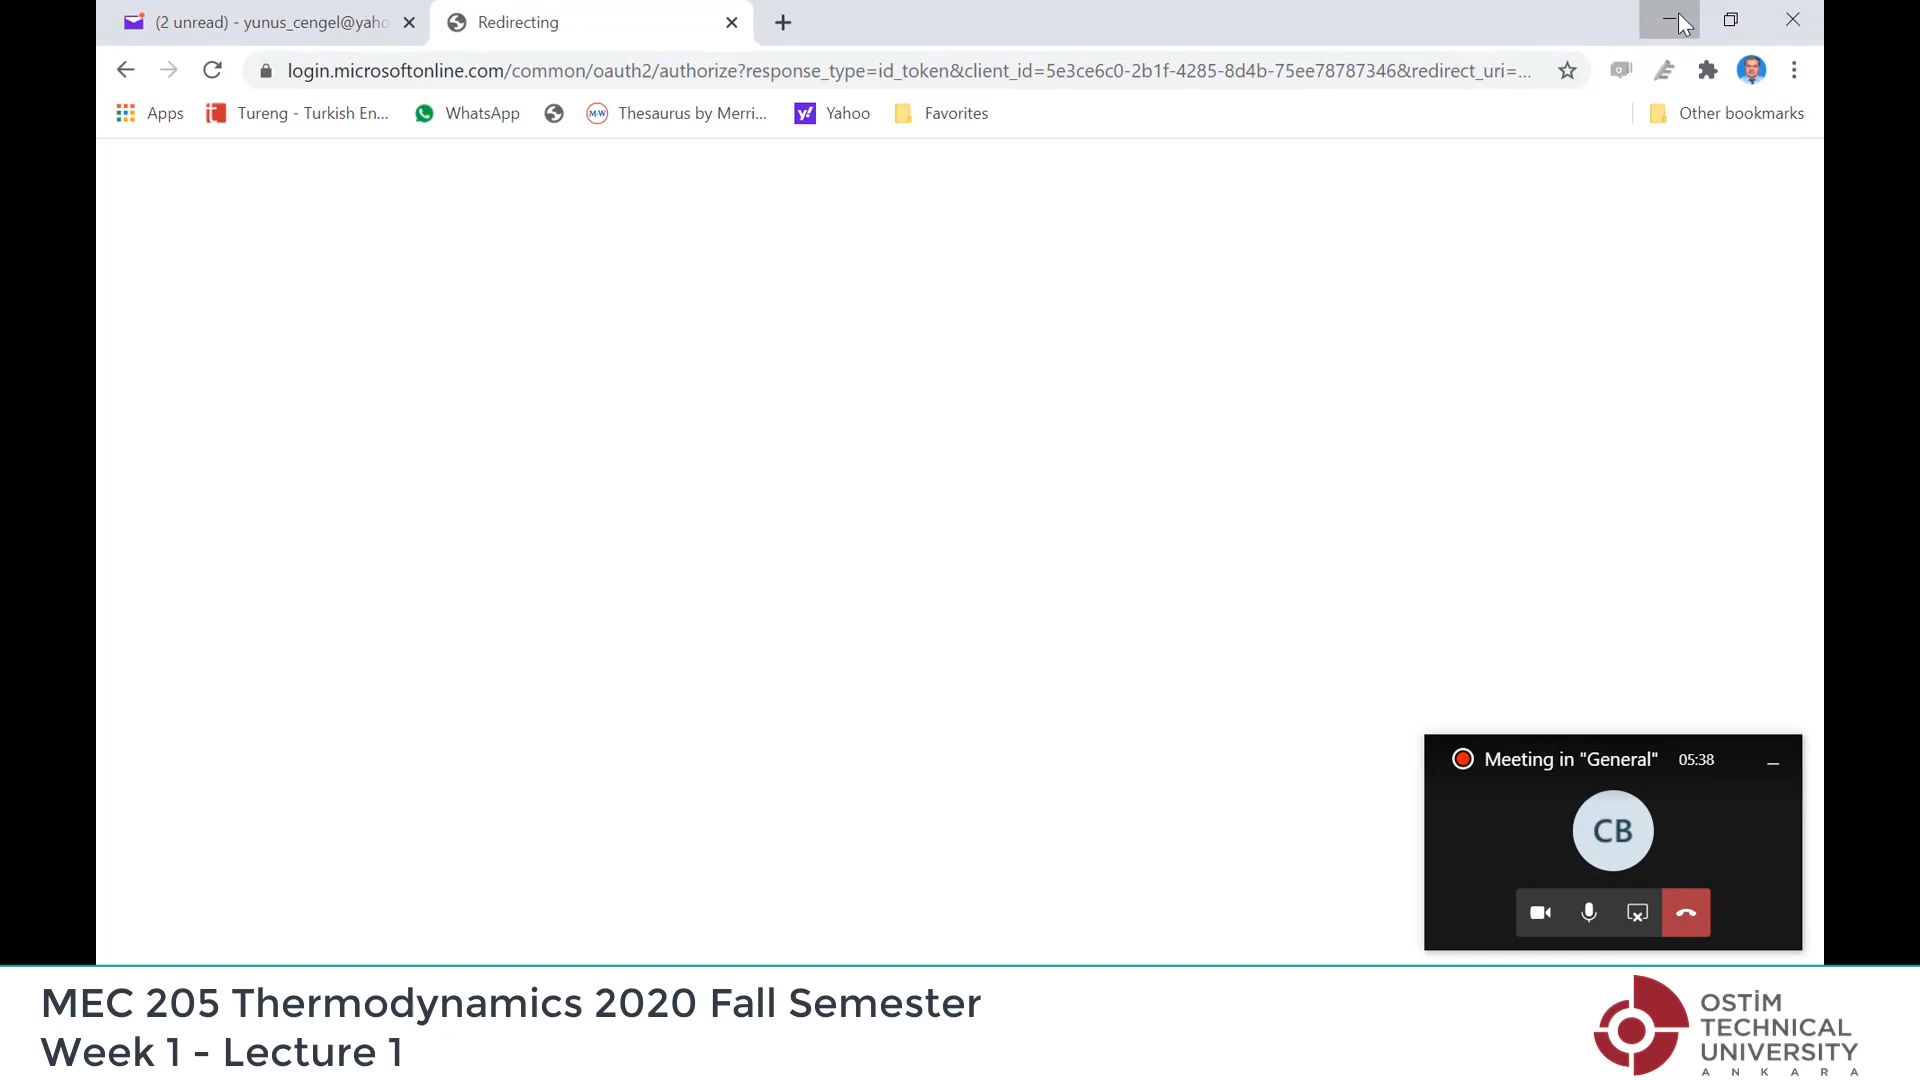 (2 unread) - yunus_cengel@yaho
Redirecting
login.microsoftonline.com/common/oauth2/authorize?response_type=id_token&client_id=5e3ce6c0-2b1f-4285-8d4b-75ee78787346&redirect_uri=...
Apps
Tureng - Turkish En...
WhatsApp
M-W
Thesaurus by Merri...
y!
Yahoo
Favorites
Other bookmarks
Meeting in "General"
05:38
CB
MEC 205 Thermodynamics 2020 Fall Semester
Week 1 - Lecture 1
OSTİM
TECHNICAL
UNIVERSITY
ANKARA